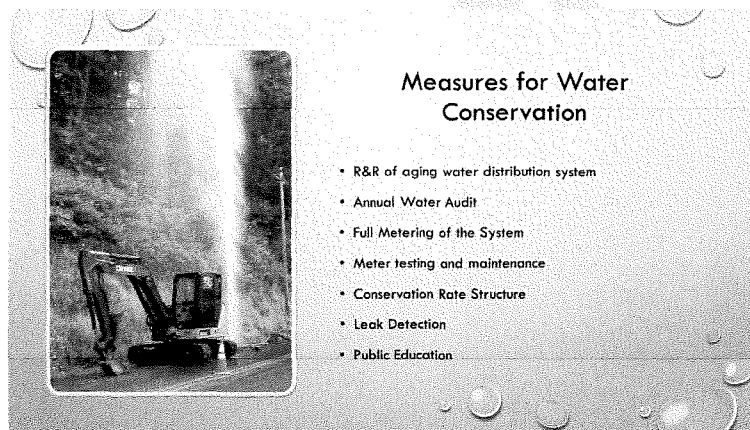 Measures for Water
Conservation
• R&R of aging water distribution system
• Annual Water Audit
• Full Metering of the System
• Meter testing and maintenance
• Conservation Rate Structure
• Leak Detection
• Public Education